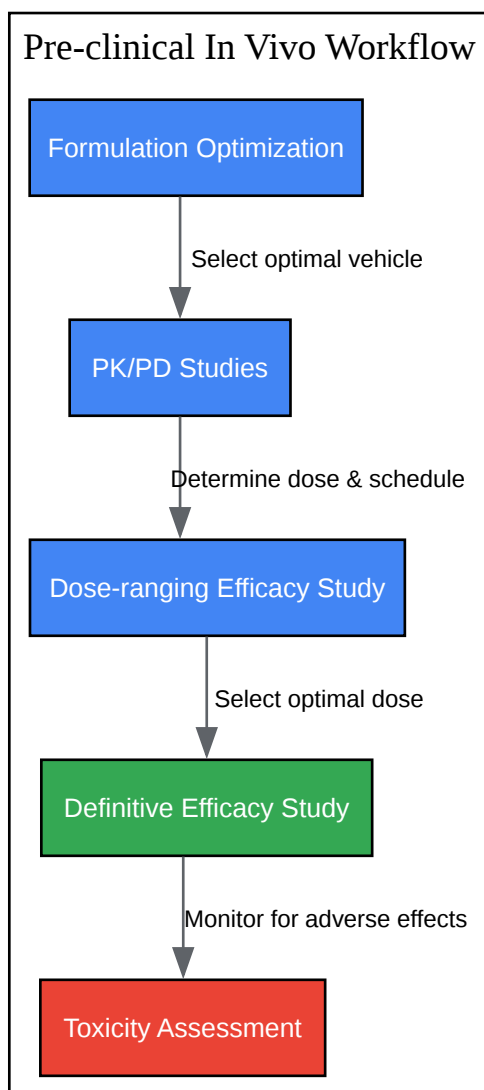 Pre-clinical In Vivo Workflow
Formulation Optimization
Select optimal vehicle
PK/PD Studies
Determine dose & schedule
Dose-ranging Efficacy Study
Select optimal dose
Definitive Efficacy Study
Monitor for adverse effects
Toxicity Assessment